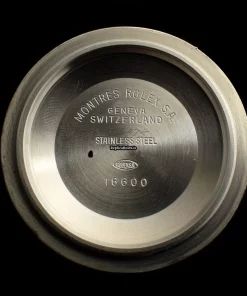 MONTRES ROLEX S.A.
GENEVA
SWITZERLAND
STAINLESS STEEL
16600